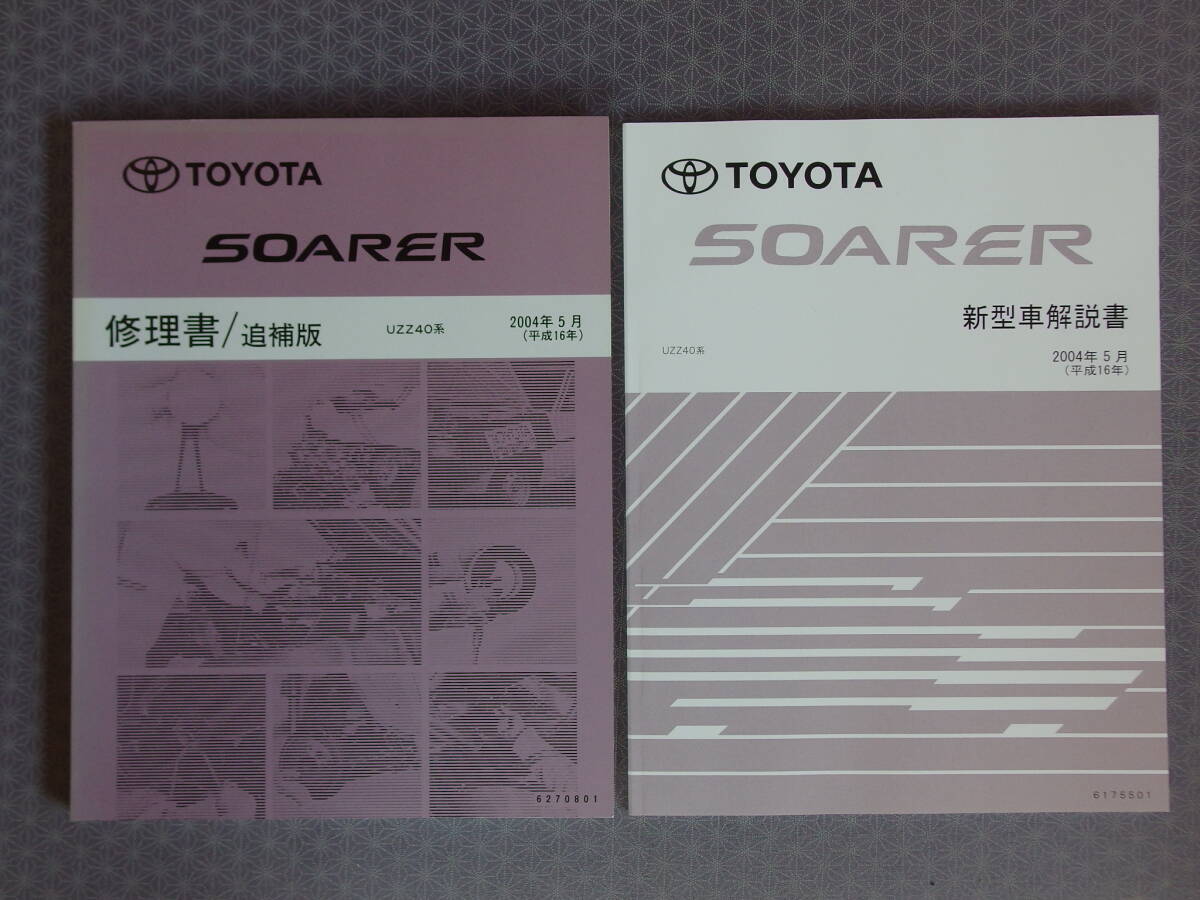 TOYOTA
SOARER
修理書/追補版
UZZ40系
2004年5月
(平成16年)
6270801
TOYOTA
SOARER
新型車解説書
UZZ40系
2004年5月
(平成16年)
6175501